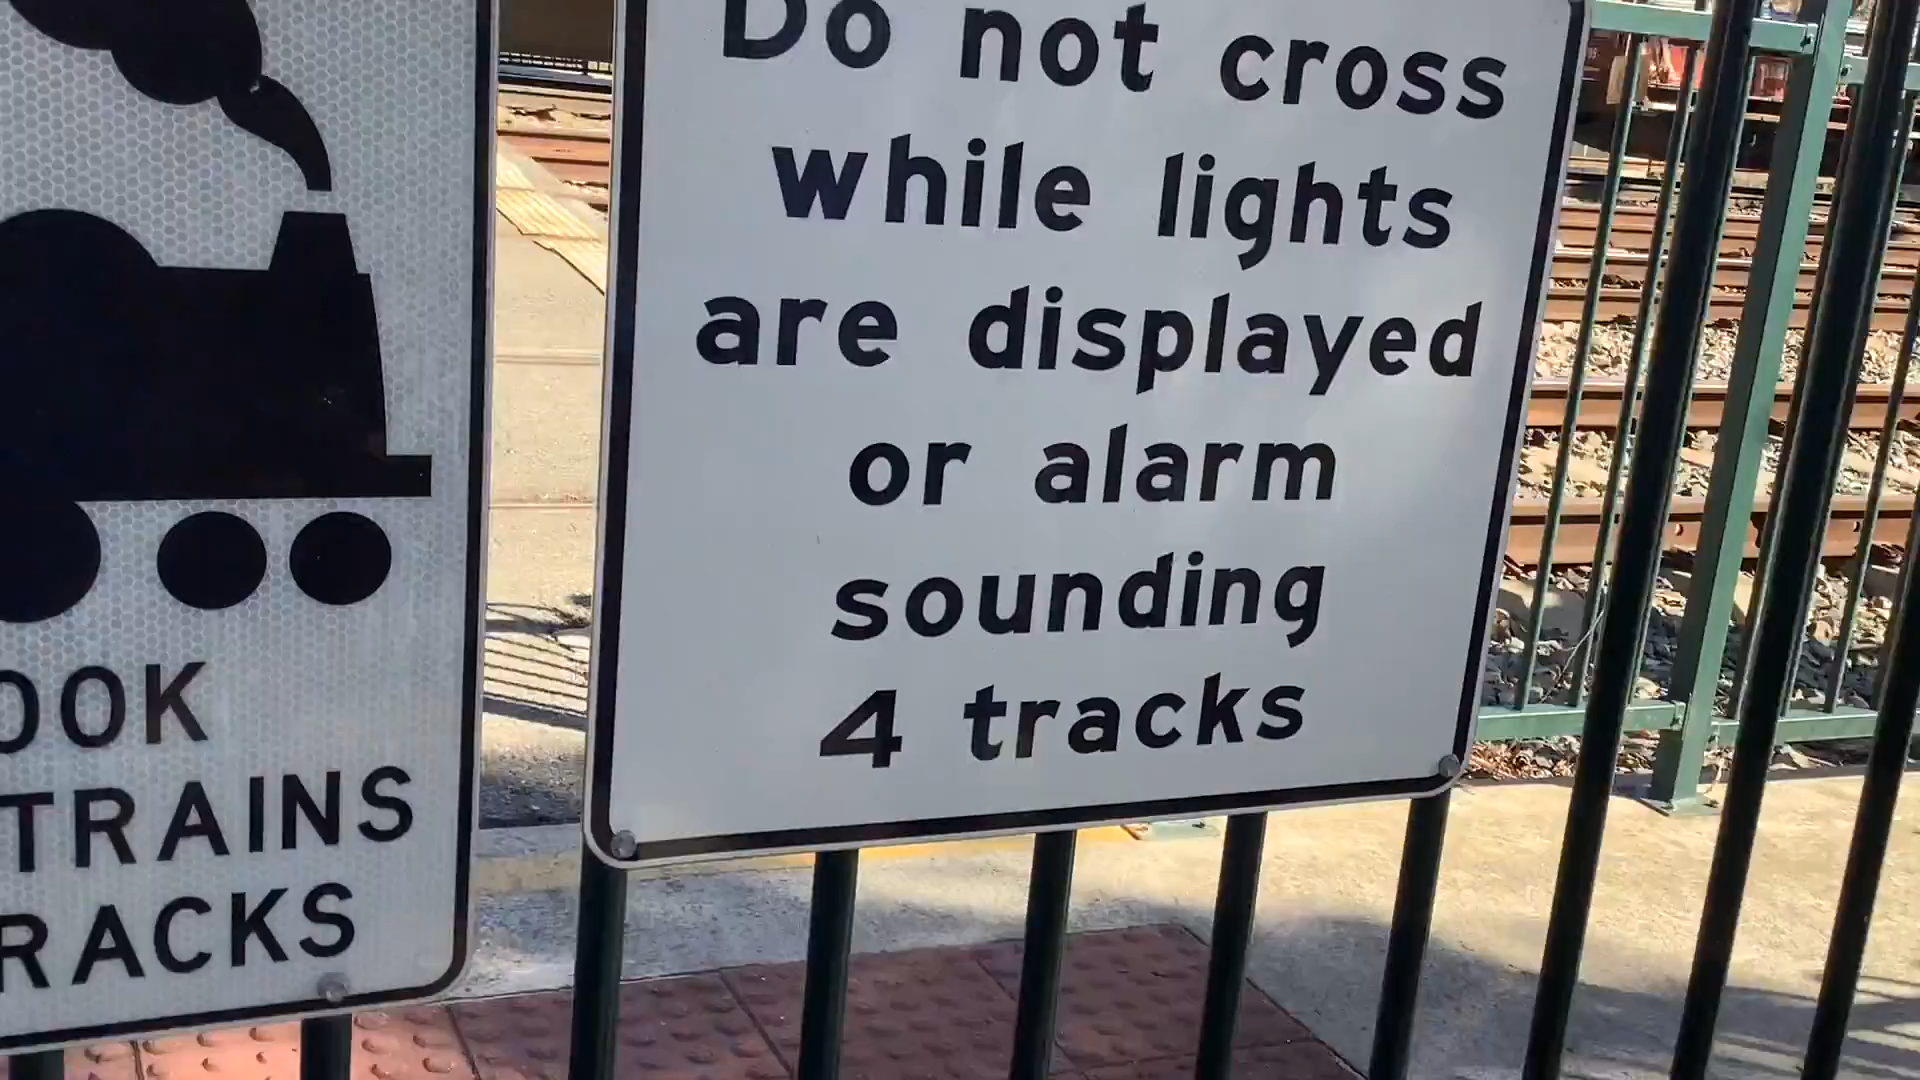 OOK
TRAINS
RACKS
Do not cross
while lights
are displayed
or alarm
sounding
4 tracks